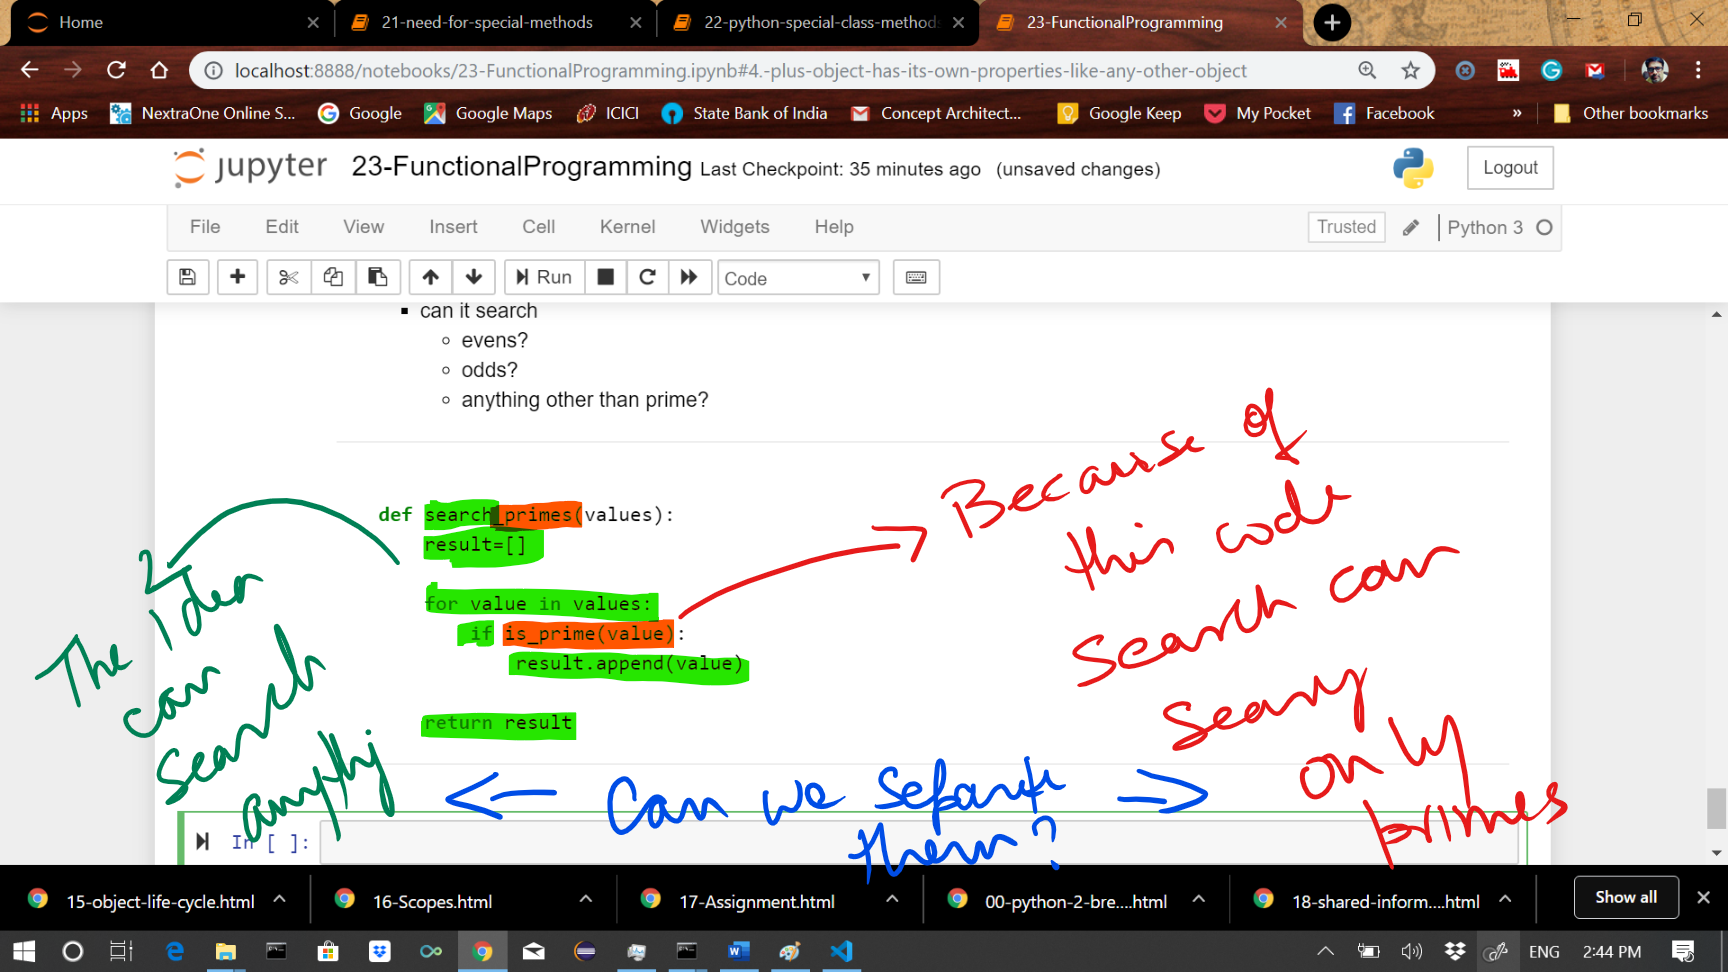 Home
21-need-for-special-methods
22-python-special-class-methods
23-FunctionalProgramming
localhost:8888/notebooks/23-FunctionalProgramming.ipynb#4.-plus-object-has-its-own-properties-like-any-other-object
Apps
NextraOne Online S...
Google
Google Maps
ICICI
State Bank of India
Concept Architect...
Google Keep
My Pocket
Facebook
»
Other bookmarks
jupyter 23-FunctionalProgramming Last Checkpoint: 35 minutes ago (unsaved changes)
Logout
File Edit View Insert Cell Kernel Widgets Help
Trusted
Python 3
Run
Code
can it search
evens?
odds?
anything other than prime?
def search_primes(values):
result=[]
for value in values:
if is_prime(value):
result.append(value)
return result
The idea
can
search
Because of
this code
search can
only
primes
Can we separate
them?
In [ ]:
15-object-life-cycle.html
16-Scopes.html
17-Assignment.html
00-python-2-bre....html
18-shared-inform....html
Show all
ENG
2:44 PM